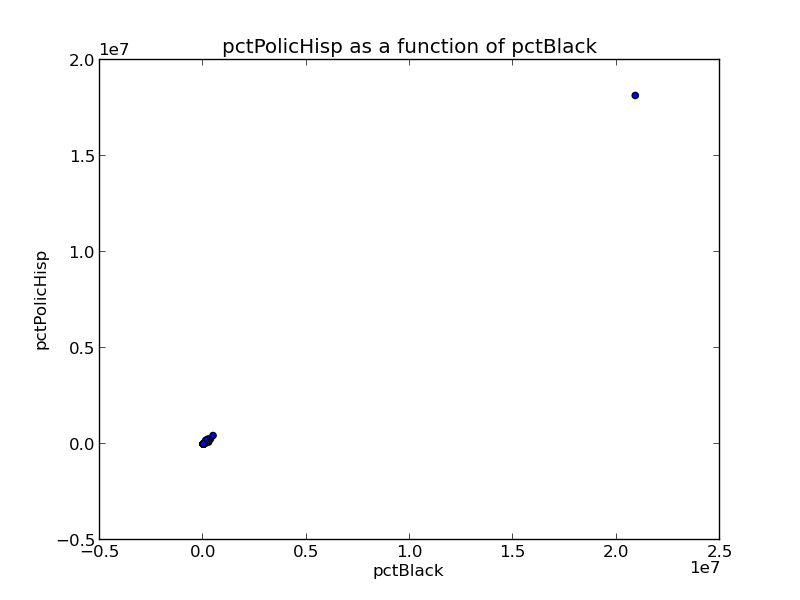 pctPolicHisp as a function of pctBlack
1e7
2.0
1.5
1.0
0.5
0.0
−0.5
pctPolicHisp
−0.5 0.0 0.5 1.0 1.5 2.0 2.5
1e7
pctBlack